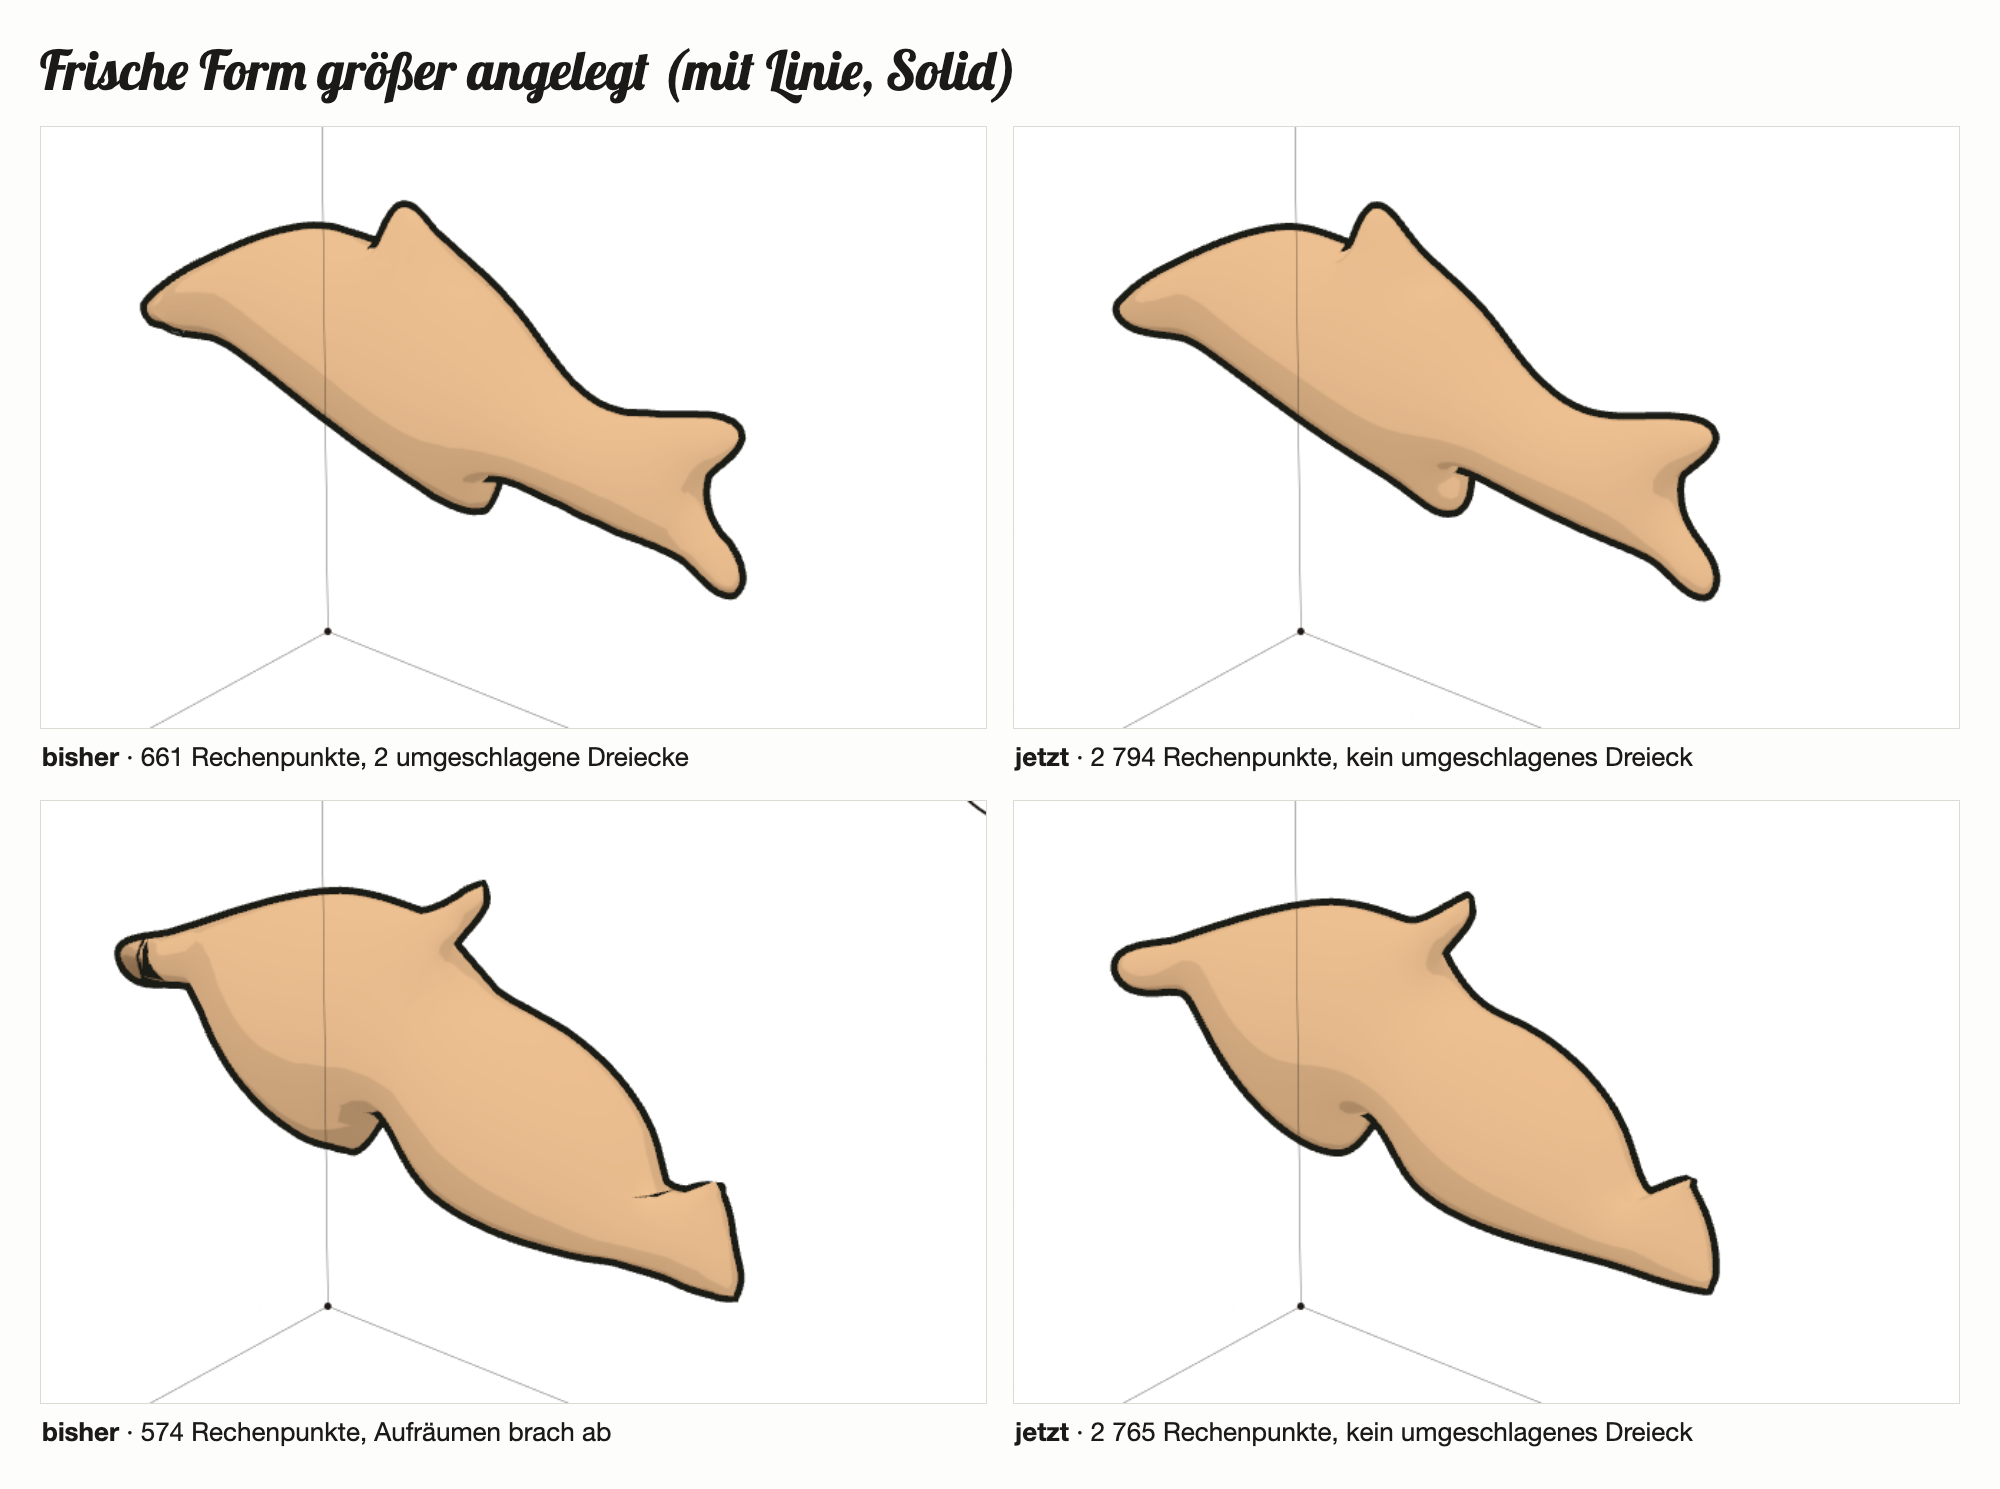 Frische Form größer angelegt (mit Linie, Solid)
bisher · 661 Rechenpunkte, 2 umgeschlagene Dreiecke
jetzt · 2 794 Rechenpunkte, kein umgeschlagenes Dreieck
bisher · 574 Rechenpunkte, Aufräumen brach ab
jetzt · 2 765 Rechenpunkte, kein umgeschlagenes Dreieck